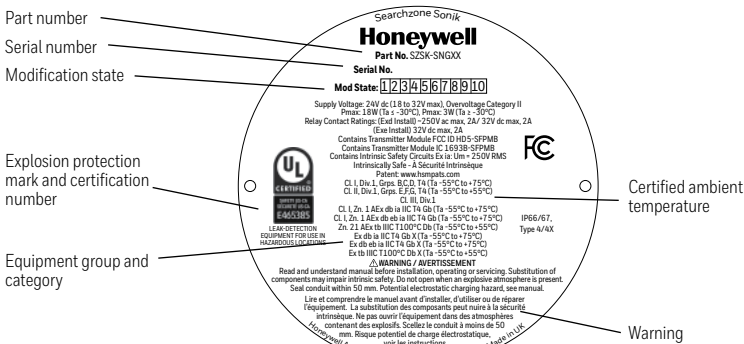 Part number
Serial number
Modification state
Explosion protection
mark and certification
number
Equipment group and
category
Searchzone Sonik
Honeywell
Part No. SZSK-SNGXX
Serial No.
Mod State: 1 2 3 4 5 6 7 8 9 10
Supply Voltage: 24V dc (18 to 32V max), Overvoltage Category II
Pmax: 18W (Ta ≤ -30°C), Pmax: 3W (Ta ≥ -30°C)
Relay Contact Ratings: (Exd Install) ~250V ac max, 2A/ 32V dc max, 2A
(Exe Install) 32V dc max, 2A
Contains Transmitter Module FCC ID HD5-SFPMB
Contains Transmitter Module IC 1693B-SFPMB
Contains Intrinsic Safety Circuits Ex ia: Um = 250V RMS
Intrinsically Safe - À Sécurité Intrinsèque
Patent: www.hsmpats.com
Cl. I, Div.1, Grps. B,C,D, T4 (Ta -55°C to +75°C)
Cl. II, Div.1, Grps. E,F,G, T4 (Ta -55°C to +55°C)
Cl. III, Div.1
Cl. I, Zn. 1 AEx db ia IIC T4 Gb (Ta -55°C to +75°C)
Cl. I, Zn. 1 AEx db eb ia IIC T4 Gb (Ta -55°C to +75°C)
Zn. 21 AEx tb IIIC T100°C Db (Ta -55°C to +55°C)
Ex db ia IIC T4 Gb X (Ta -55°C to +75°C)
Ex db eb ia IIC T4 Gb X (Ta -55°C to +75°C)
Ex tb IIIC T100°C Db X (Ta -55°C to +55°C)
⚠WARNING / AVERTISSEMENT
Read and understand manual before installation, operating or servicing. Substitution of
components may impair intrinsic safety. Do not open when an explosive atmosphere is present.
Seal conduit within 50 mm. Potential electrostatic charging hazard, see manual.
Lire et comprendre le manuel avant d'installer, d'utiliser ou de réparer
l'équipement. La substitution des composants peut nuire à la sécurité
intrinsèque. Ne pas ouvrir l'équipement dans des atmosphères
contenant des explosifs. Scellez le conduit à moins de 50
mm. Risque potentiel de charge électrostatique,
voir les instructions.
Honeywell
Made in UK
UL
CERTIFIED
SAFETY US-CA
SÉCURITÉ US-CA
E465385
LEAK-DETECTION
EQUIPMENT FOR USE IN
HAZARDOUS LOCATIONS
FC
IP66/67,
Type 4/4X
Certified ambient
temperature
Warning